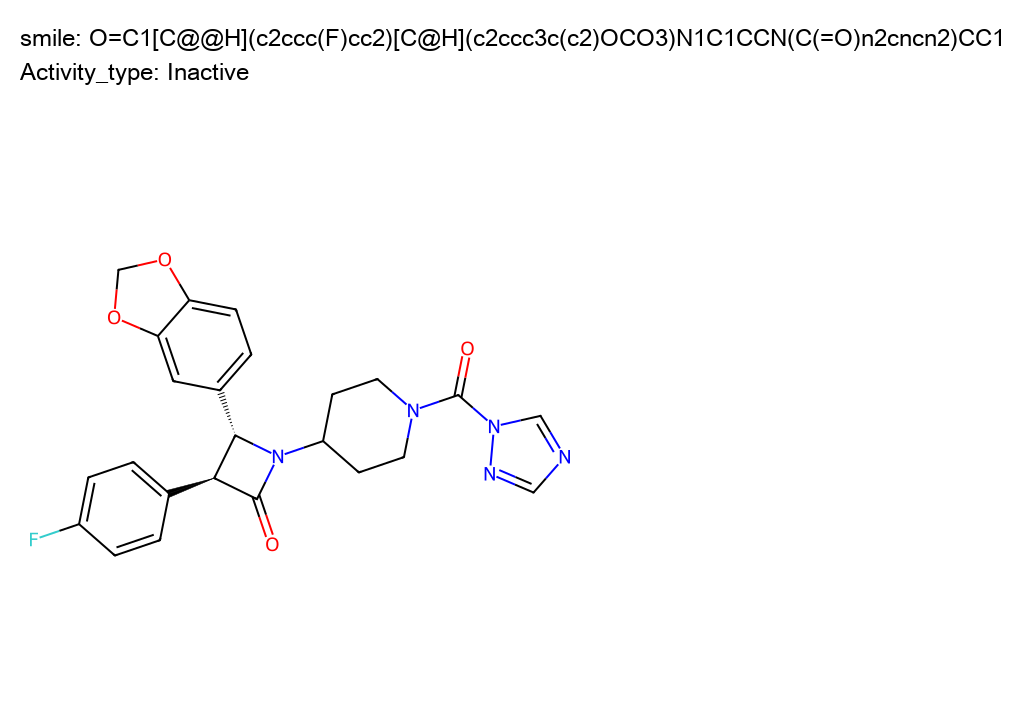 smile: O=C1[C@@H](c2ccc(F)cc2)[C@H](c2ccc3c(c2)OCO3)N1C1CCN(C(=O)n2cncn2)CC1
Activity_type: Inactive
O
O
O
N
N
N
N
N
F
O